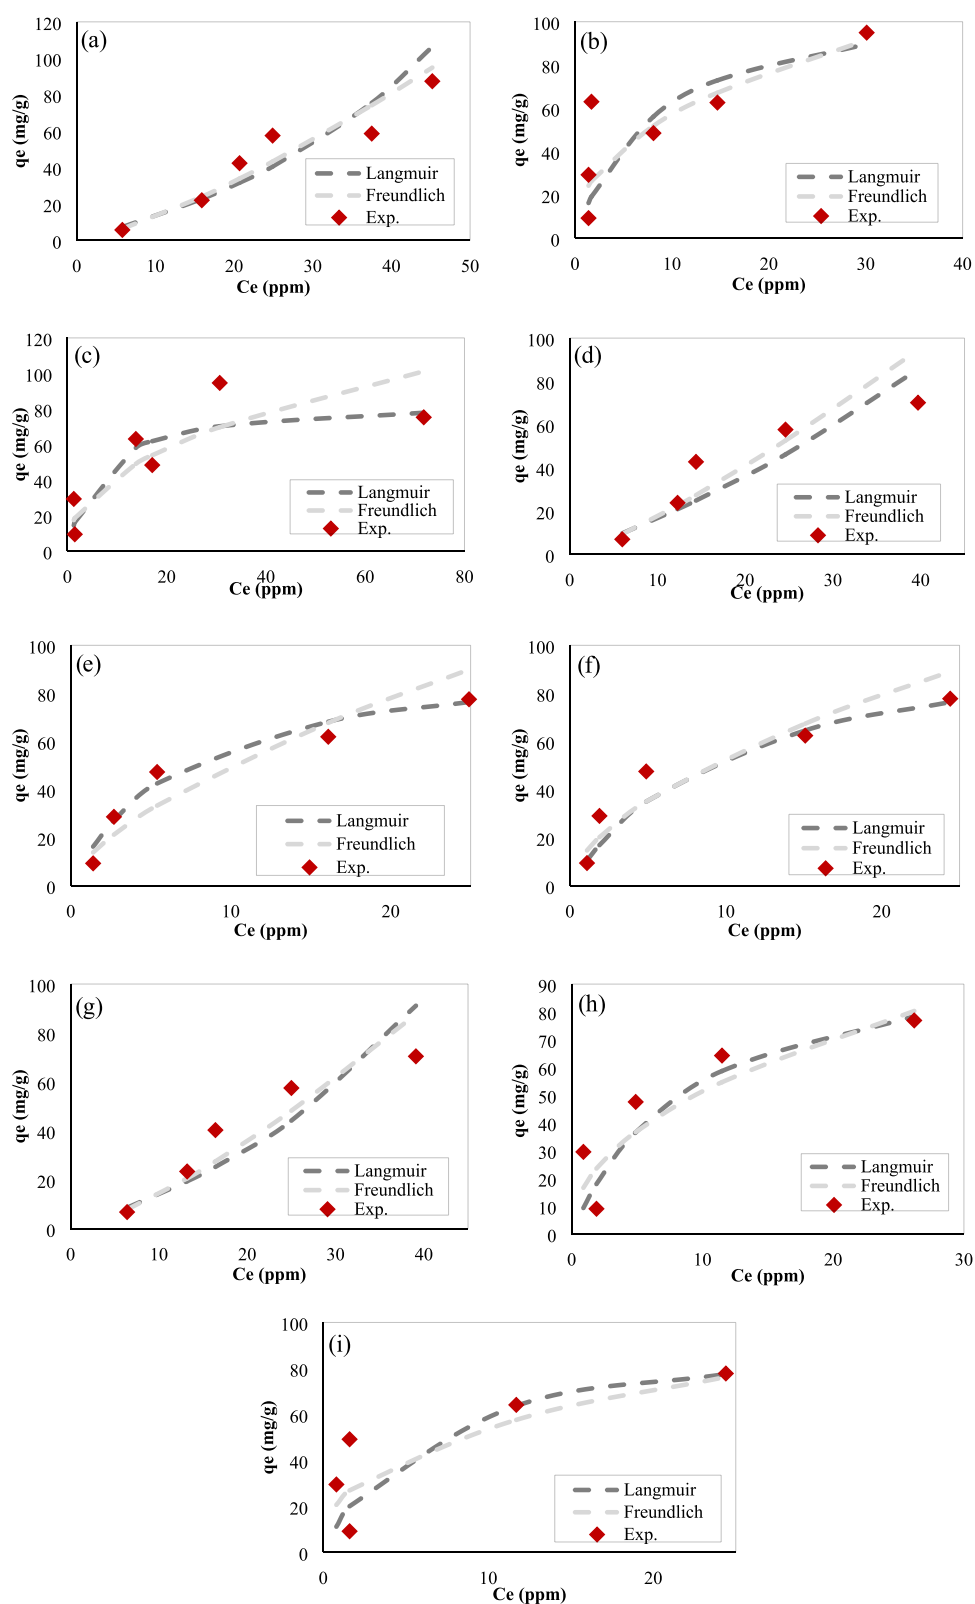 (a)
qe (mg/g)
120
100
80
60
40
20
0
0 10 20 30 40 50
Ce (ppm)
Langmuir
Freundlich
Exp.
(b)
qe (mg/g)
100
80
60
40
20
0
0 10 20 30 40
Ce (ppm)
Langmuir
Freundlich
Exp.
(c)
qe (mg/g)
120
100
80
60
40
20
0
0 20 40 60 80
Ce (ppm)
Langmuir
Freundlich
Exp.
(d)
qe (mg/g)
100
80
60
40
20
0
0 10 20 30 40
Ce (ppm)
Langmuir
Freundlich
Exp.
(e)
qe (mg/g)
100
80
60
40
20
0
0 10 20
Ce (ppm)
Langmuir
Freundlich
Exp.
(f)
qe (mg/g)
100
80
60
40
20
0
0 10 20
Ce (ppm)
Langmuir
Freundlich
Exp.
(g)
qe (mg/g)
100
80
60
40
20
0
0 10 20 30 40
Ce (ppm)
Langmuir
Freundlich
Exp.
(h)
qe (mg/g)
90
80
70
60
50
40
30
20
10
0
0 10 20 30
Ce (ppm)
Langmuir
Freundlich
Exp.
(i)
qe (mg/g)
100
80
60
40
20
0
0 10 20
Ce (ppm)
Langmuir
Freundlich
Exp.